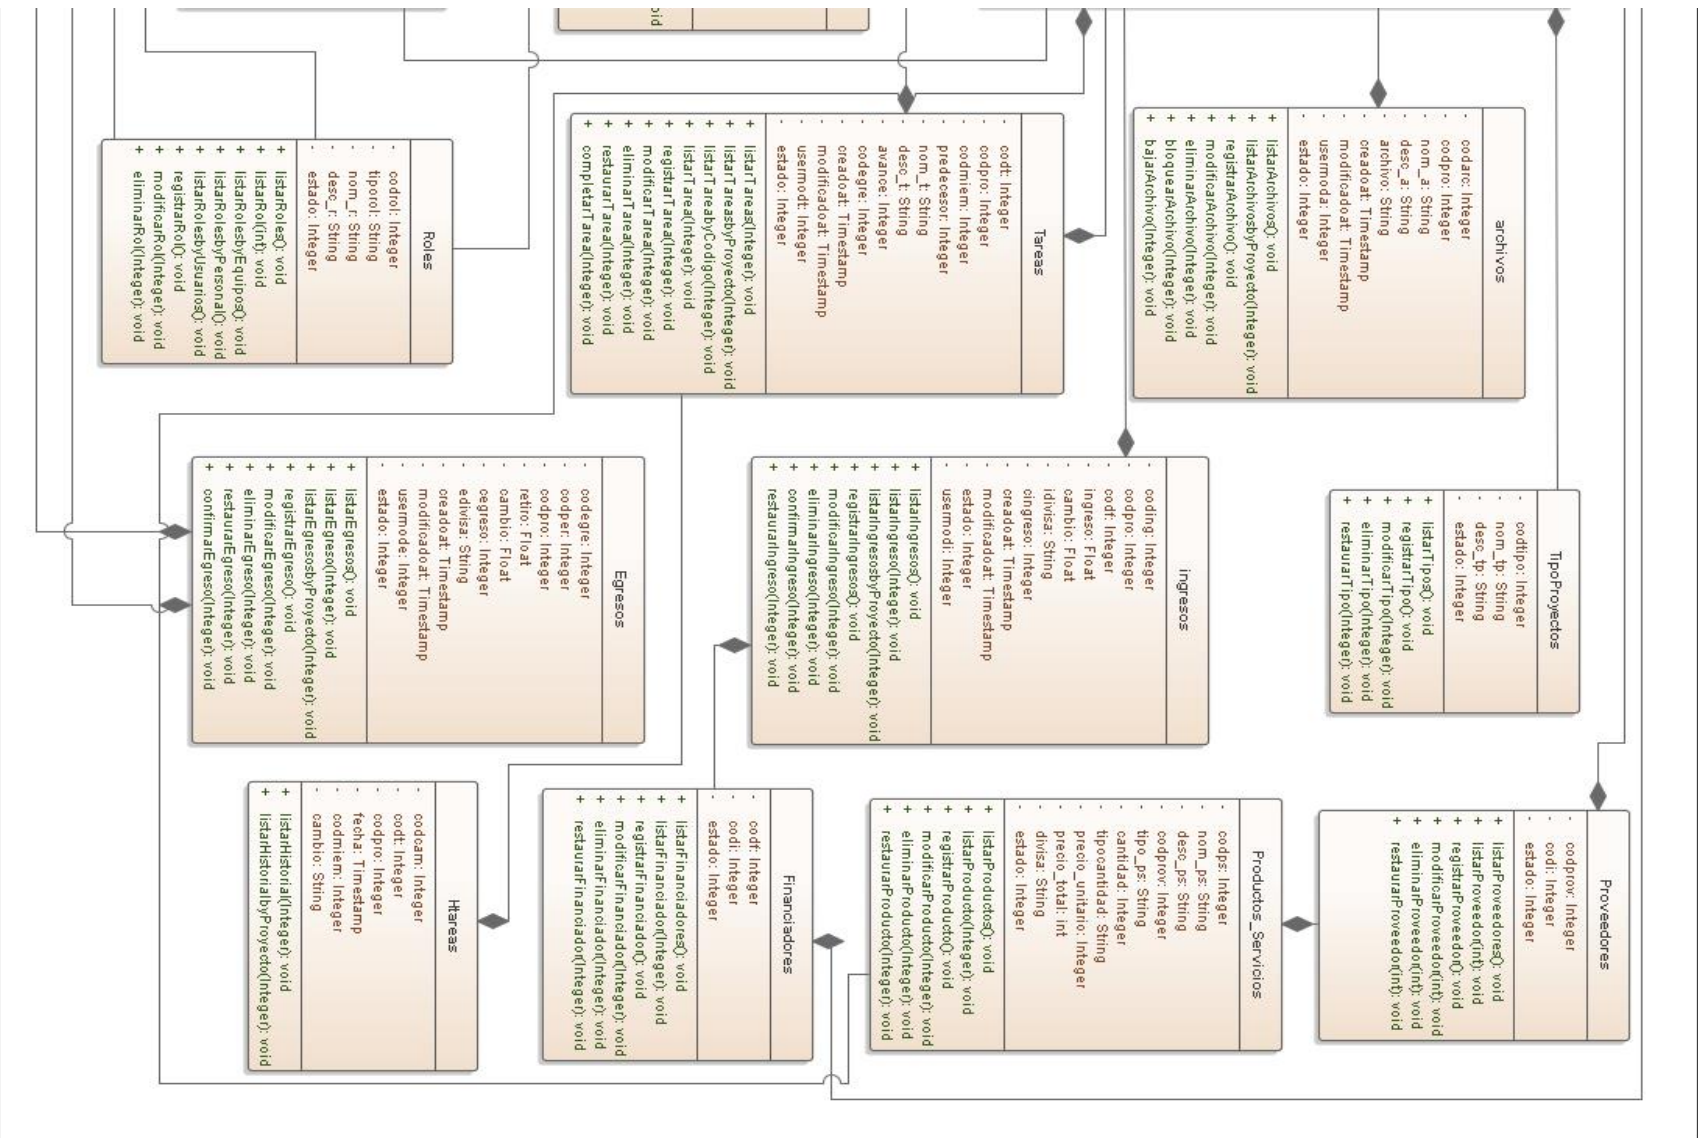 oid
Roles
- codrol: Integer
- tiporol: String
- nom_r: String
- desc_r: String
- estado: Integer
+ listarRoles(): void
+ listarRol(int): void
+ listarRolesbyEquipos(): void
+ listarRolesbyPersonal(): void
+ listarRolesbyUsuarios(): void
+ registrarRol(): void
+ modificarRol(Integer): void
+ eliminarRol(Integer): void
Tareas
- codt: Integer
- codpro: Integer
- codmiem: Integer
- predecesor: Integer
- nom_t: String
- desc_t: String
- avance: Integer
- codegre: Integer
- creadoat: Timestamp
- modificadoat: Timestamp
- usermodt: Integer
- estado: Integer
+ listarTareas(Integer): void
+ listarTareasbyProyecto(Integer): void
+ listarTareabyCodigo(Integer): void
+ listarTarea(Integer): void
+ registrarTarea(Integer): void
+ modificarTarea(Integer): void
+ eliminarTarea(Integer): void
+ restaurarTarea(Integer): void
+ completarTarea(Integer): void
archivos
- codarc: Integer
- codpro: Integer
- nom_a: String
- desc_a: String
- archivo: String
- creadoat: Timestamp
- modificadoat: Timestamp
- usermoda: Integer
- estado: Integer
+ listarArchivos(): void
+ listarArchivosbyProyecto(Integer): void
+ registrarArchivo(): void
+ modificarArchivo(Integer): void
+ eliminarArchivo(Integer): void
+ bloquearArchivo(Integer): void
+ bajarArchivo(Integer): void
Egresos
- codegre: Integer
- codper: Integer
- codpro: Integer
- retiro: Float
- cambio: Float
- cegreso: Integer
- edivisa: String
- creadoat: Timestamp
- modificadoat: Timestamp
- usermode: Integer
- estado: Integer
+ listarEgresos(): void
+ listarEgreso(Integer): void
+ listarEgresosbyProyecto(Integer): void
+ registrarEgreso(): void
+ modificarEgreso(Integer): void
+ eliminarEgreso(Integer): void
+ restaurarEgreso(Integer): void
+ confirmarEgreso(Integer): void
ingresos
- coding: Integer
- codpro: Integer
- codf: Integer
- ingreso: Float
- cambio: Float
- idivisa: String
- cingreso: Integer
- creadoat: Timestamp
- modificadoat: Timestamp
- estado: Integer
- usermodi: Integer
+ listarIngresos(): void
+ listarIngreso(Integer): void
+ listarIngresosbyProyecto(Integer): void
+ registrarIngresos(): void
+ modificarIngreso(Integer): void
+ eliminarIngreso(Integer): void
+ confirmarIngreso(Integer): void
+ restaurarIngreso(Integer): void
TipoProyectos
- codtipo: Integer
- nom_tp: String
- desc_tp: String
- estado: Integer
+ listarTipos(): void
+ registrarTipo(): void
+ modificarTipo(Integer): void
+ eliminarTipo(Integer): void
+ restaurarTipo(Integer): void
Htareas
- codcam: Integer
- codt: Integer
- codpro: Integer
- fecha: Timestamp
- codmiem: Integer
- cambio: String
+ listarHistorial(Integer): void
+ listarHistorialbyProyecto(Integer): void
Financiadores
- codf: Integer
- codi: Integer
- estado: Integer
+ listarFinanciadores(): void
+ listarFinanciador(Integer): void
+ registrarFinanciador(): void
+ modificarFinanciador(Integer): void
+ eliminarFinanciador(Integer): void
+ restaurarFinanciador(Integer): void
Productos_Servicios
- codps: Integer
- nom_ps: String
- desc_ps: String
- codprov: Integer
- tipo_ps: String
- cantidad: Integer
- tipocantidad: String
- precio_unitario: Integer
- precio_total: int
- divisa: String
- estado: Integer
+ listarProductos(): void
+ listarProducto(Integer): void
+ registrarProducto(): void
+ modificarProducto(Integer): void
+ eliminarProducto(Integer): void
+ restaurarProducto(Integer): void
Proveedores
- codprov: Integer
- codi: Integer
- estado: Integer
+ listarProveedores(): void
+ listarProveedor(int): void
+ registrarProveedor(): void
+ modificarProveedor(int): void
+ eliminarProveedor(int): void
+ restaurarProveedor(int): void